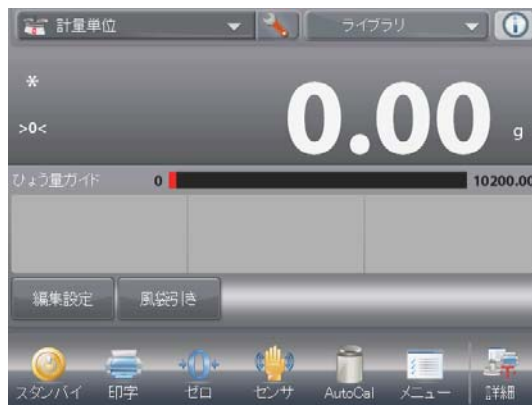 計量単位 ライブラリ
*
>0<
0.00 g
ひょう量ガイド 0 10200.00
編集設定 風袋引き
スタンバイ 印字 ゼロ センサ AutoCal メニュー 詳細